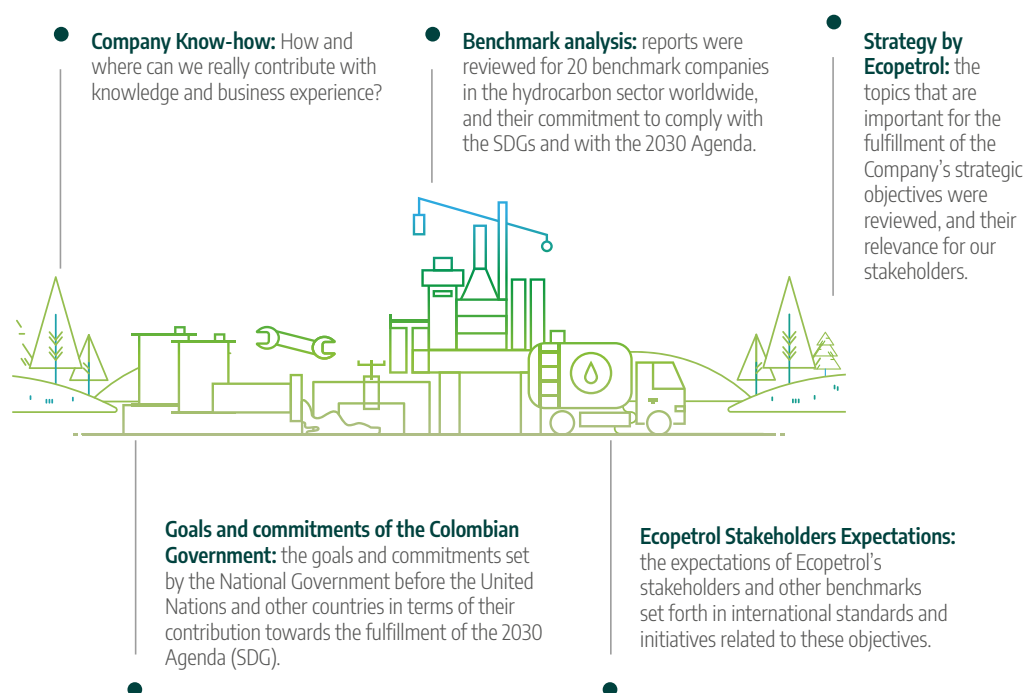 Company Know-how: How and
where can we really contribute with
knowledge and business experience?
Benchmark analysis: reports were
reviewed for 20 benchmark companies
in the hydrocarbon sector worldwide,
and their commitment to comply with
the SDGs and with the 2030 Agenda.
Strategy by
Ecopetrol: the
topics that are
important for the
fulfillment of the
Company’s strategic
objectives were
reviewed, and their
relevance for our
stakeholders.
Goals and commitments of the Colombian
Government: the goals and commitments set
by the National Government before the United
Nations and other countries in terms of their
contribution towards the fulfillment of the 2030
Agenda (SDG).
Ecopetrol Stakeholders Expectations:
the expectations of Ecopetrol’s
stakeholders and other benchmarks
set forth in international standards and
initiatives related to these objectives.